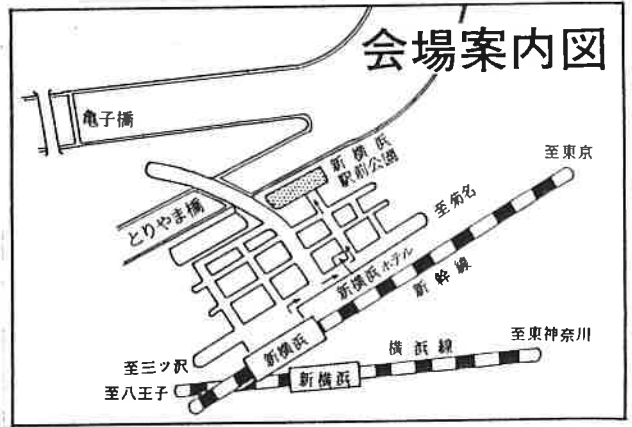 会場案内図
亀子橋
新横浜
駅前公園
至東京
至菊名
とりやま橋
新横浜ホテル
新幹線
新横浜
至三ツ沢
至八王子
新横浜
横浜線
至東神奈川